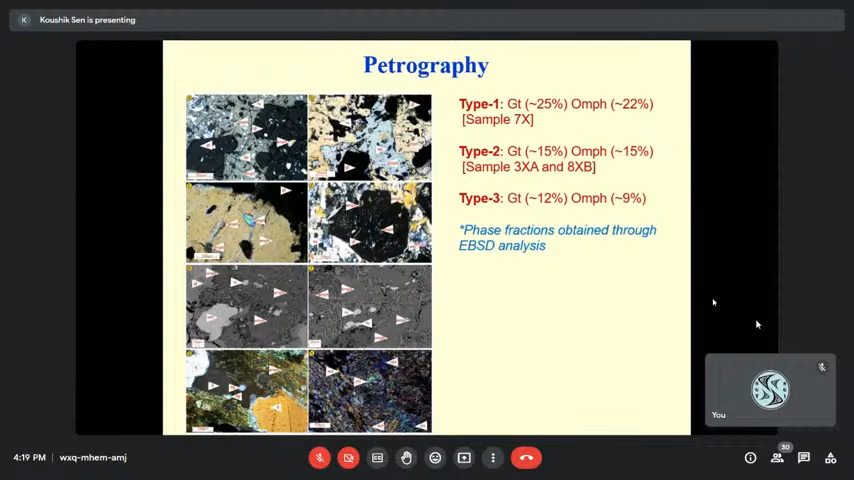 K Koushik Sen is presenting
Petrography
Type-1: Gt (~25%) Omph (~22%)
[Sample 7X]
Type-2: Gt (~15%) Omph (~15%)
[Sample 3XA and 8XB]
Type-3: Gt (~12%) Omph (~9%)
*Phase fractions obtained through
EBSD analysis
You
4:19 PM wxq-mhem-amj
30